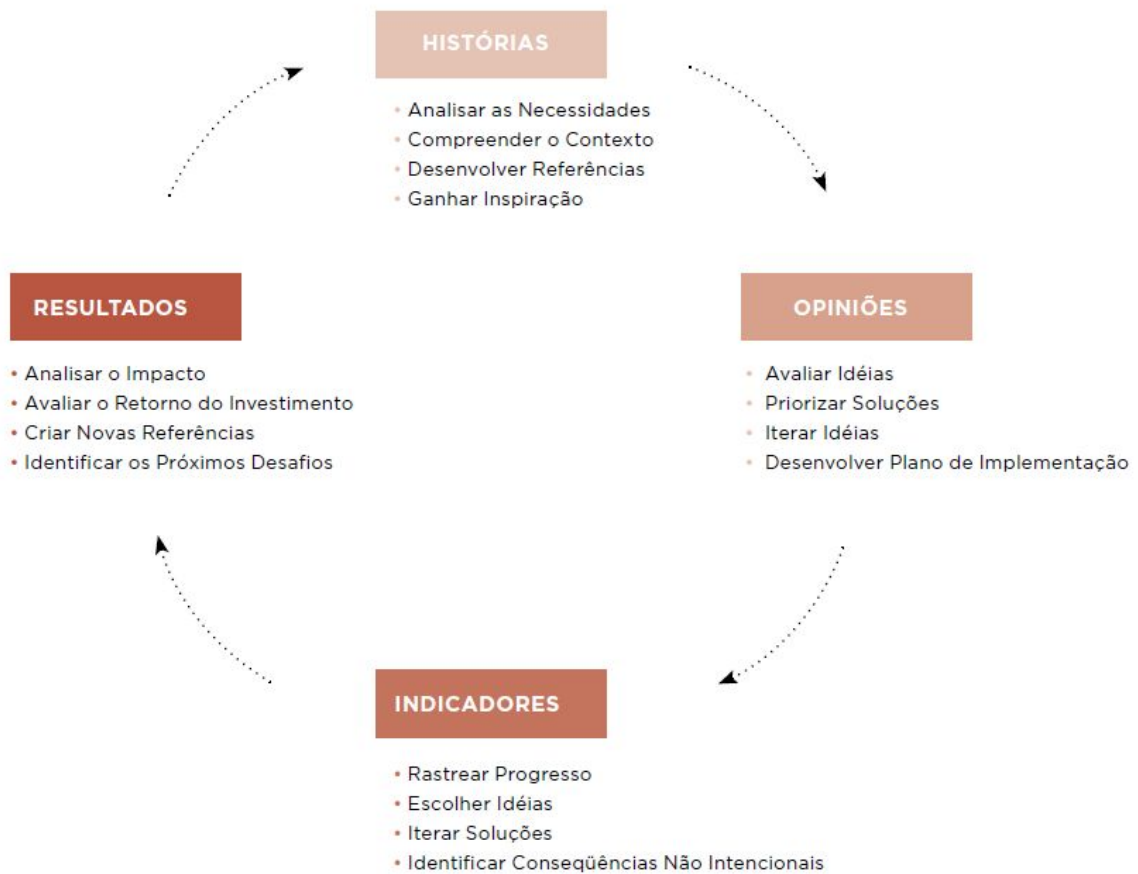 HISTÓRIAS
• Analisar as Necessidades
• Compreender o Contexto
• Desenvolver Referências
• Ganhar Inspiração
RESULTADOS
• Analisar o Impacto
• Avaliar o Retorno do Investimento
• Criar Novas Referências
• Identificar os Próximos Desafios
OPINIÕES
• Avaliar Idéias
• Priorizar Soluções
• Iterar Idéias
• Desenvolver Plano de Implementação
INDICADORES
• Rastrear Progresso
• Escolher Idéias
• Iterar Soluções
• Identificar Conseqüências Não Intencionais